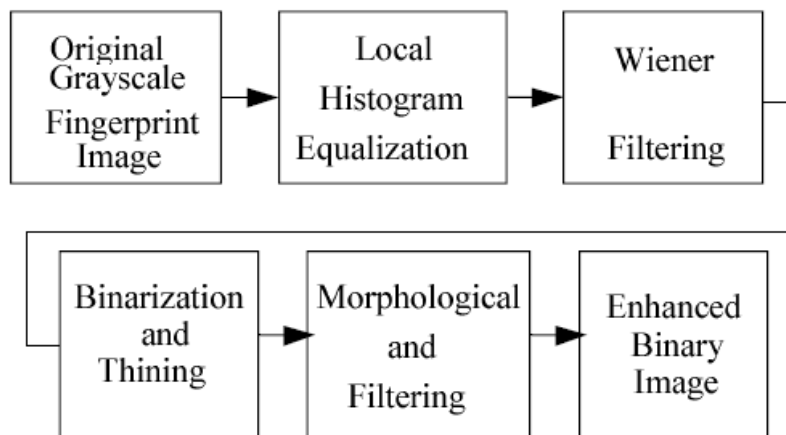 Original
Grayscale
Fingerprint
Image
Local
Histogram
Equalization
Wiener
Filtering
Binarization
and
Thining
Morphological
and
Filtering
Enhanced
Binary
Image